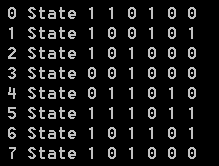 0 State 1 1 0 1 0 0
1 State 1 0 0 1 0 1
2 State 1 0 1 0 0 0
3 State 0 0 1 0 0 0
4 State 0 1 1 0 1 0
5 State 1 1 1 0 1 1
6 State 1 0 1 1 0 1
7 State 1 0 1 0 0 0